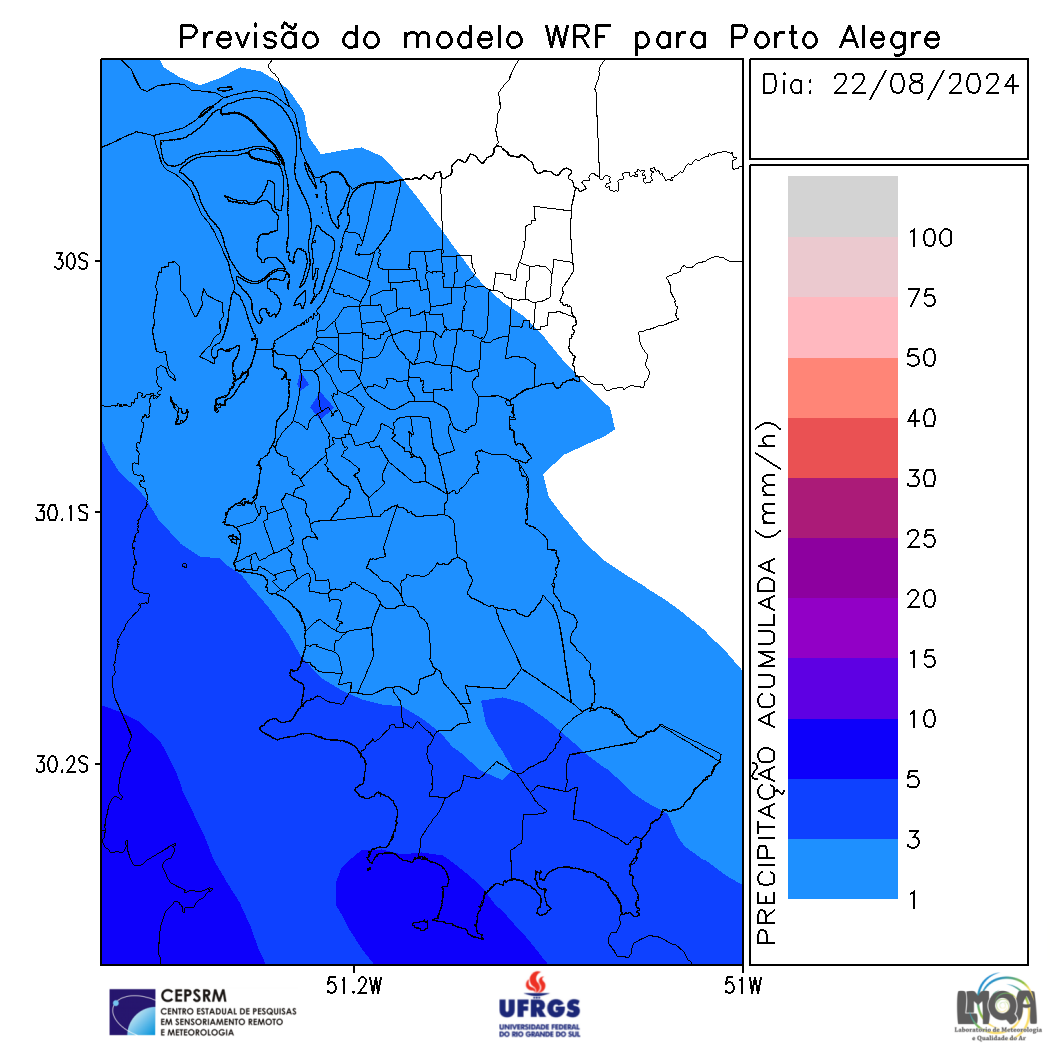 Previsão do modelo WRF para Porto Alegre
Dia: 22/08/2024
30S
30.1S
30.2S
51.2W
51W
PRECIPITAÇÃO ACUMULADA (mm/h)
100
75
50
40
30
25
20
15
10
5
3
1
CEPSRM
CENTRO ESTADUAL DE PESQUISAS
EM SENSORIAMENTO REMOTO
E METEOROLOGIA
UFRGS
UNIVERSIDADE FEDERAL
DO RIO GRANDE DO SUL
LMQA
Laboratório de Meteorologia
e Qualidade do Ar